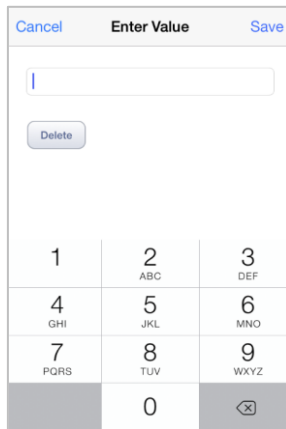 Cancel Enter Value Save
Delete
1 2 3
ABC DEF
4 5 6
GHI JKL MNO
7 8 9
PQRS TUV WXYZ
0